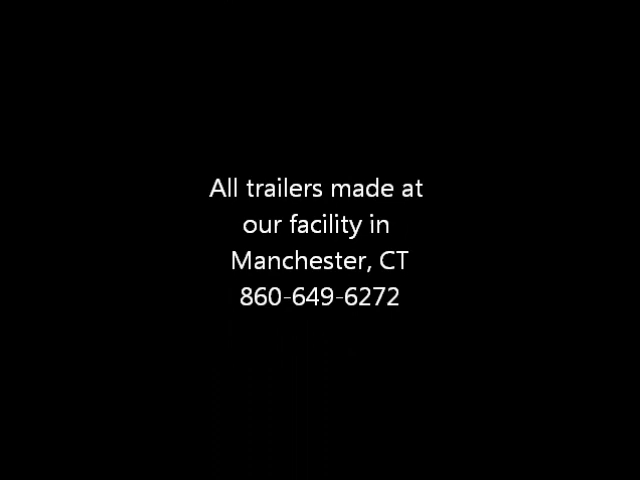 All trailers made at
our facility in
Manchester, CT
860-649-6272